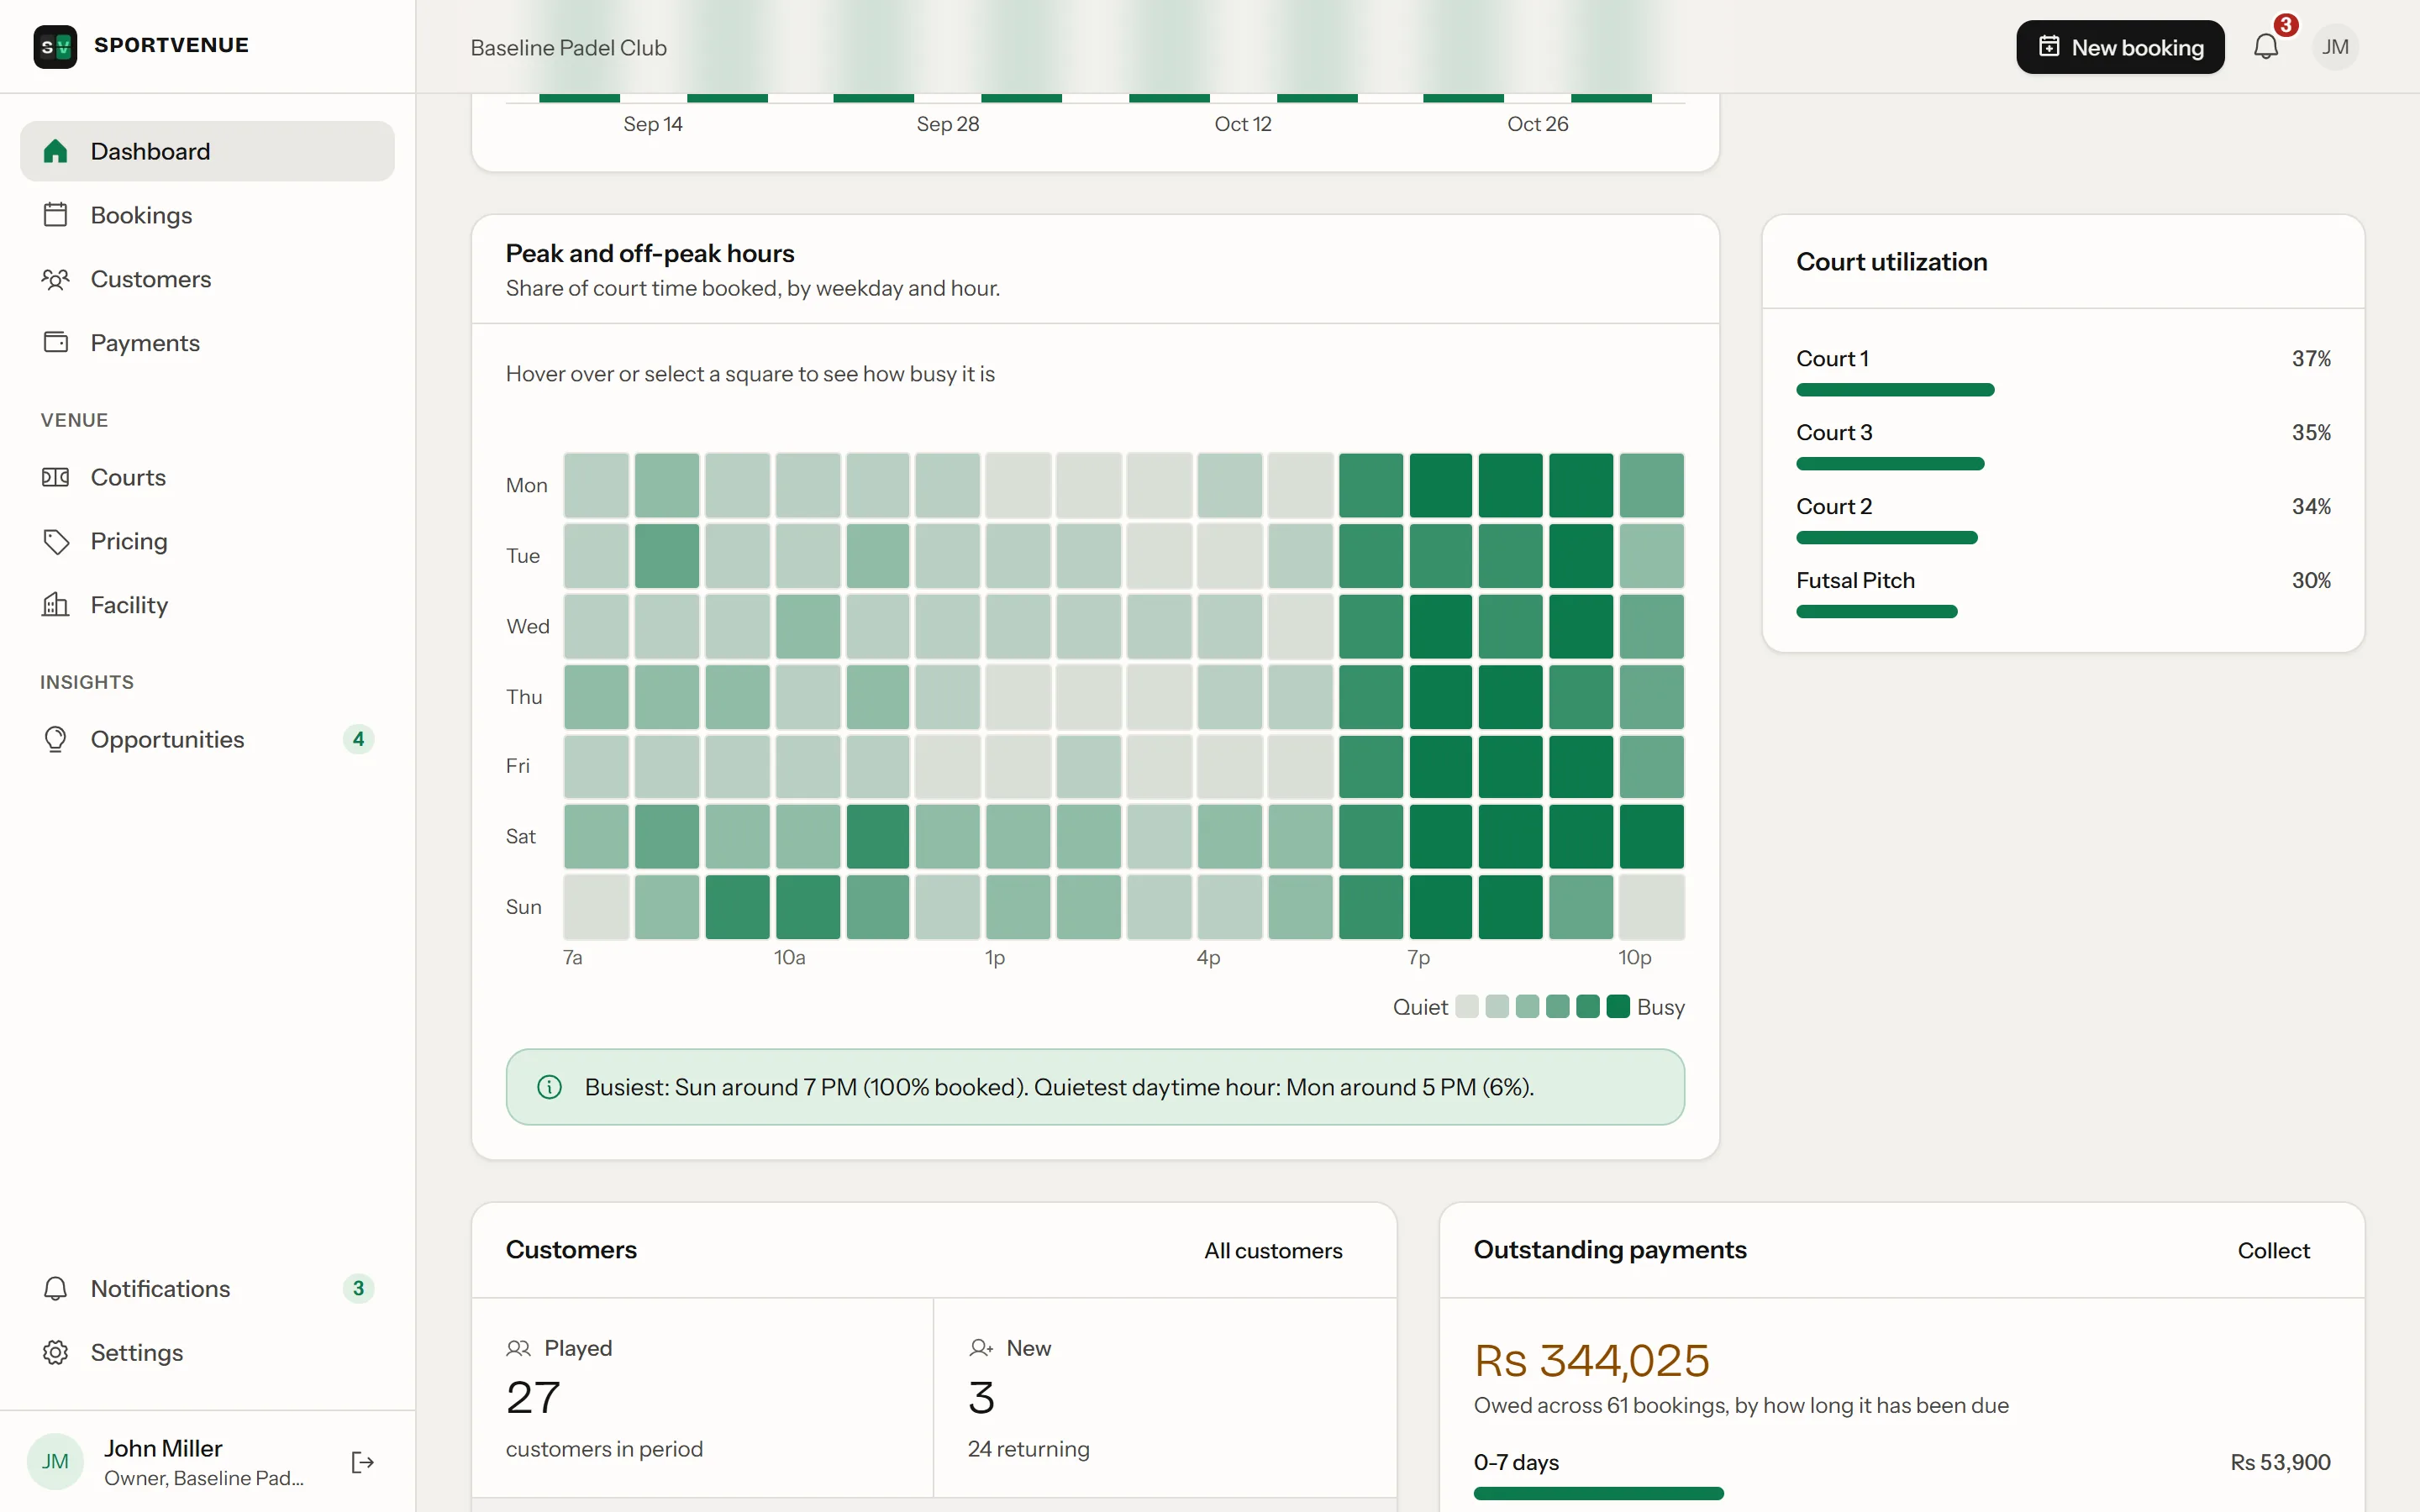 SV SPORTVENUE
Dashboard
Bookings
Customers
Payments
VENUE
Courts
Pricing
Facility
INSIGHTS
Opportunities 4
Notifications 3
Settings
JM
John Miller
Owner, Baseline Pad...
Baseline Padel Club
New booking
3
JM
Sep 14 Sep 28 Oct 12 Oct 26
Peak and off-peak hours
Share of court time booked, by weekday and hour.
Hover over or select a square to see how busy it is
Mon
Tue
Wed
Thu
Fri
Sat
Sun
7a 10a 1p 4p 7p 10p
Quiet Busy
Busiest: Sun around 7 PM (100% booked). Quietest daytime hour: Mon around 5 PM (6%).
Court utilization
Court 1 37%
Court 3 35%
Court 2 34%
Futsal Pitch 30%
Customers All customers
Played
27
customers in period
New
3
24 returning
Outstanding payments Collect
Rs 344,025
Owed across 61 bookings, by how long it has been due
0-7 days Rs 53,900